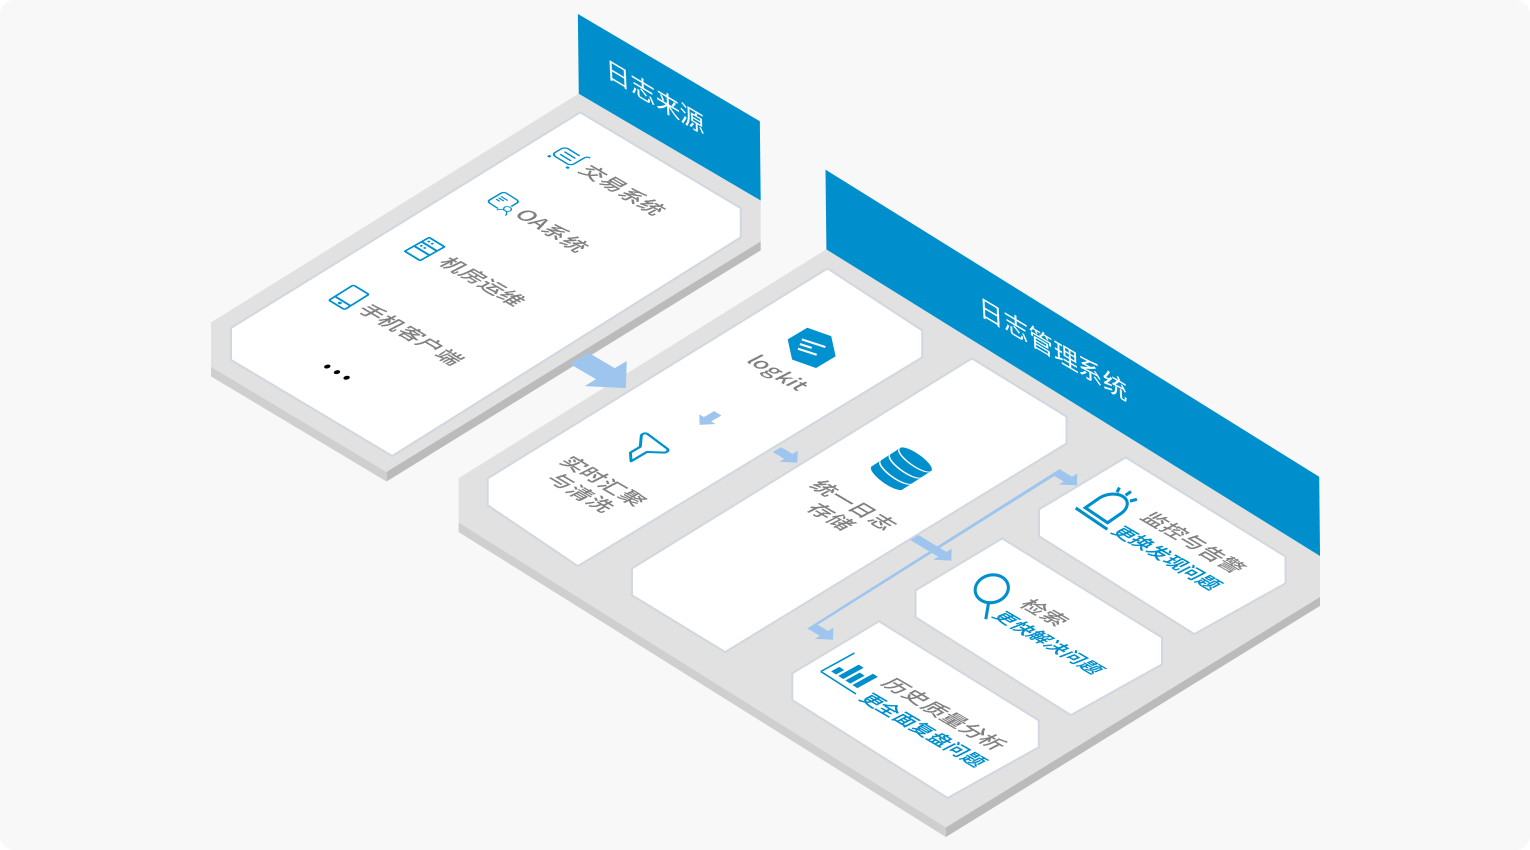 日志来源
交易系统
OA系统
机房运维
手机客户端
...
日志管理系统
logkit
实时汇聚
与清洗
统一日志
存储
监控与告警
更换发现问题
检索
更快解决问题
历史质量分析
更全面复盘问题